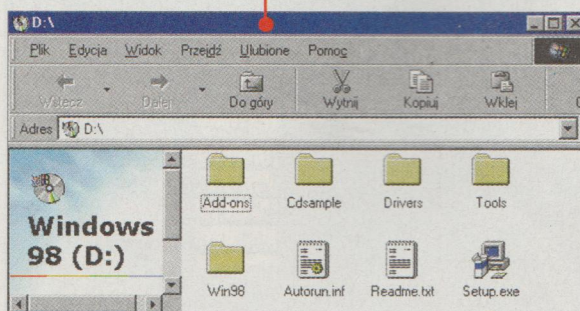 D:\
Plik Edycja Widok Przejdź Ulubione Pomoc
Wstecz Dalej Do góry Wytnij Kopiuj Wklej
Adres D:\
Windows
98 (D:)
Add-ons Cdsample Drivers Tools
Win98 Autorun.inf Readme.txt Setup.exe